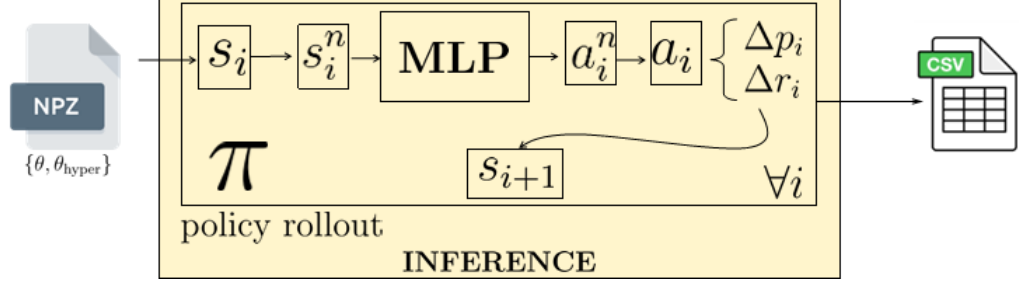 NPZ
{θ, θ_hyper}
s_i
s_i^n
MLP
a_i^n
a_i
{ Δp_i
Δr_i
CSV
π
s_{i+1}
∀i
policy rollout
INFERENCE